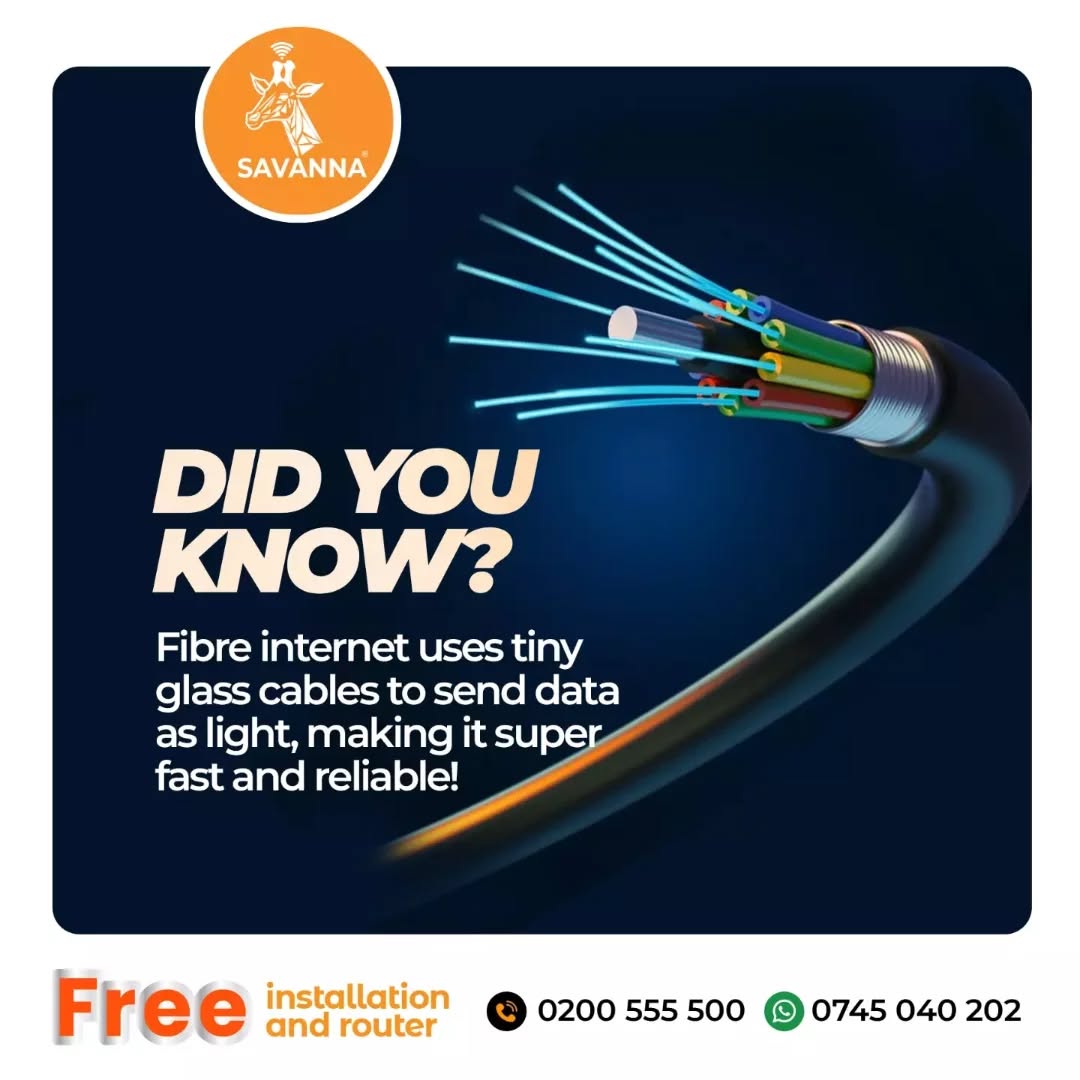 SAVANNA®
DID YOU
KNOW?
Fibre internet uses tiny
glass cables to send data
as light, making it super
fast and reliable!
Free installation
and router
0200 555 500
0745 040 202